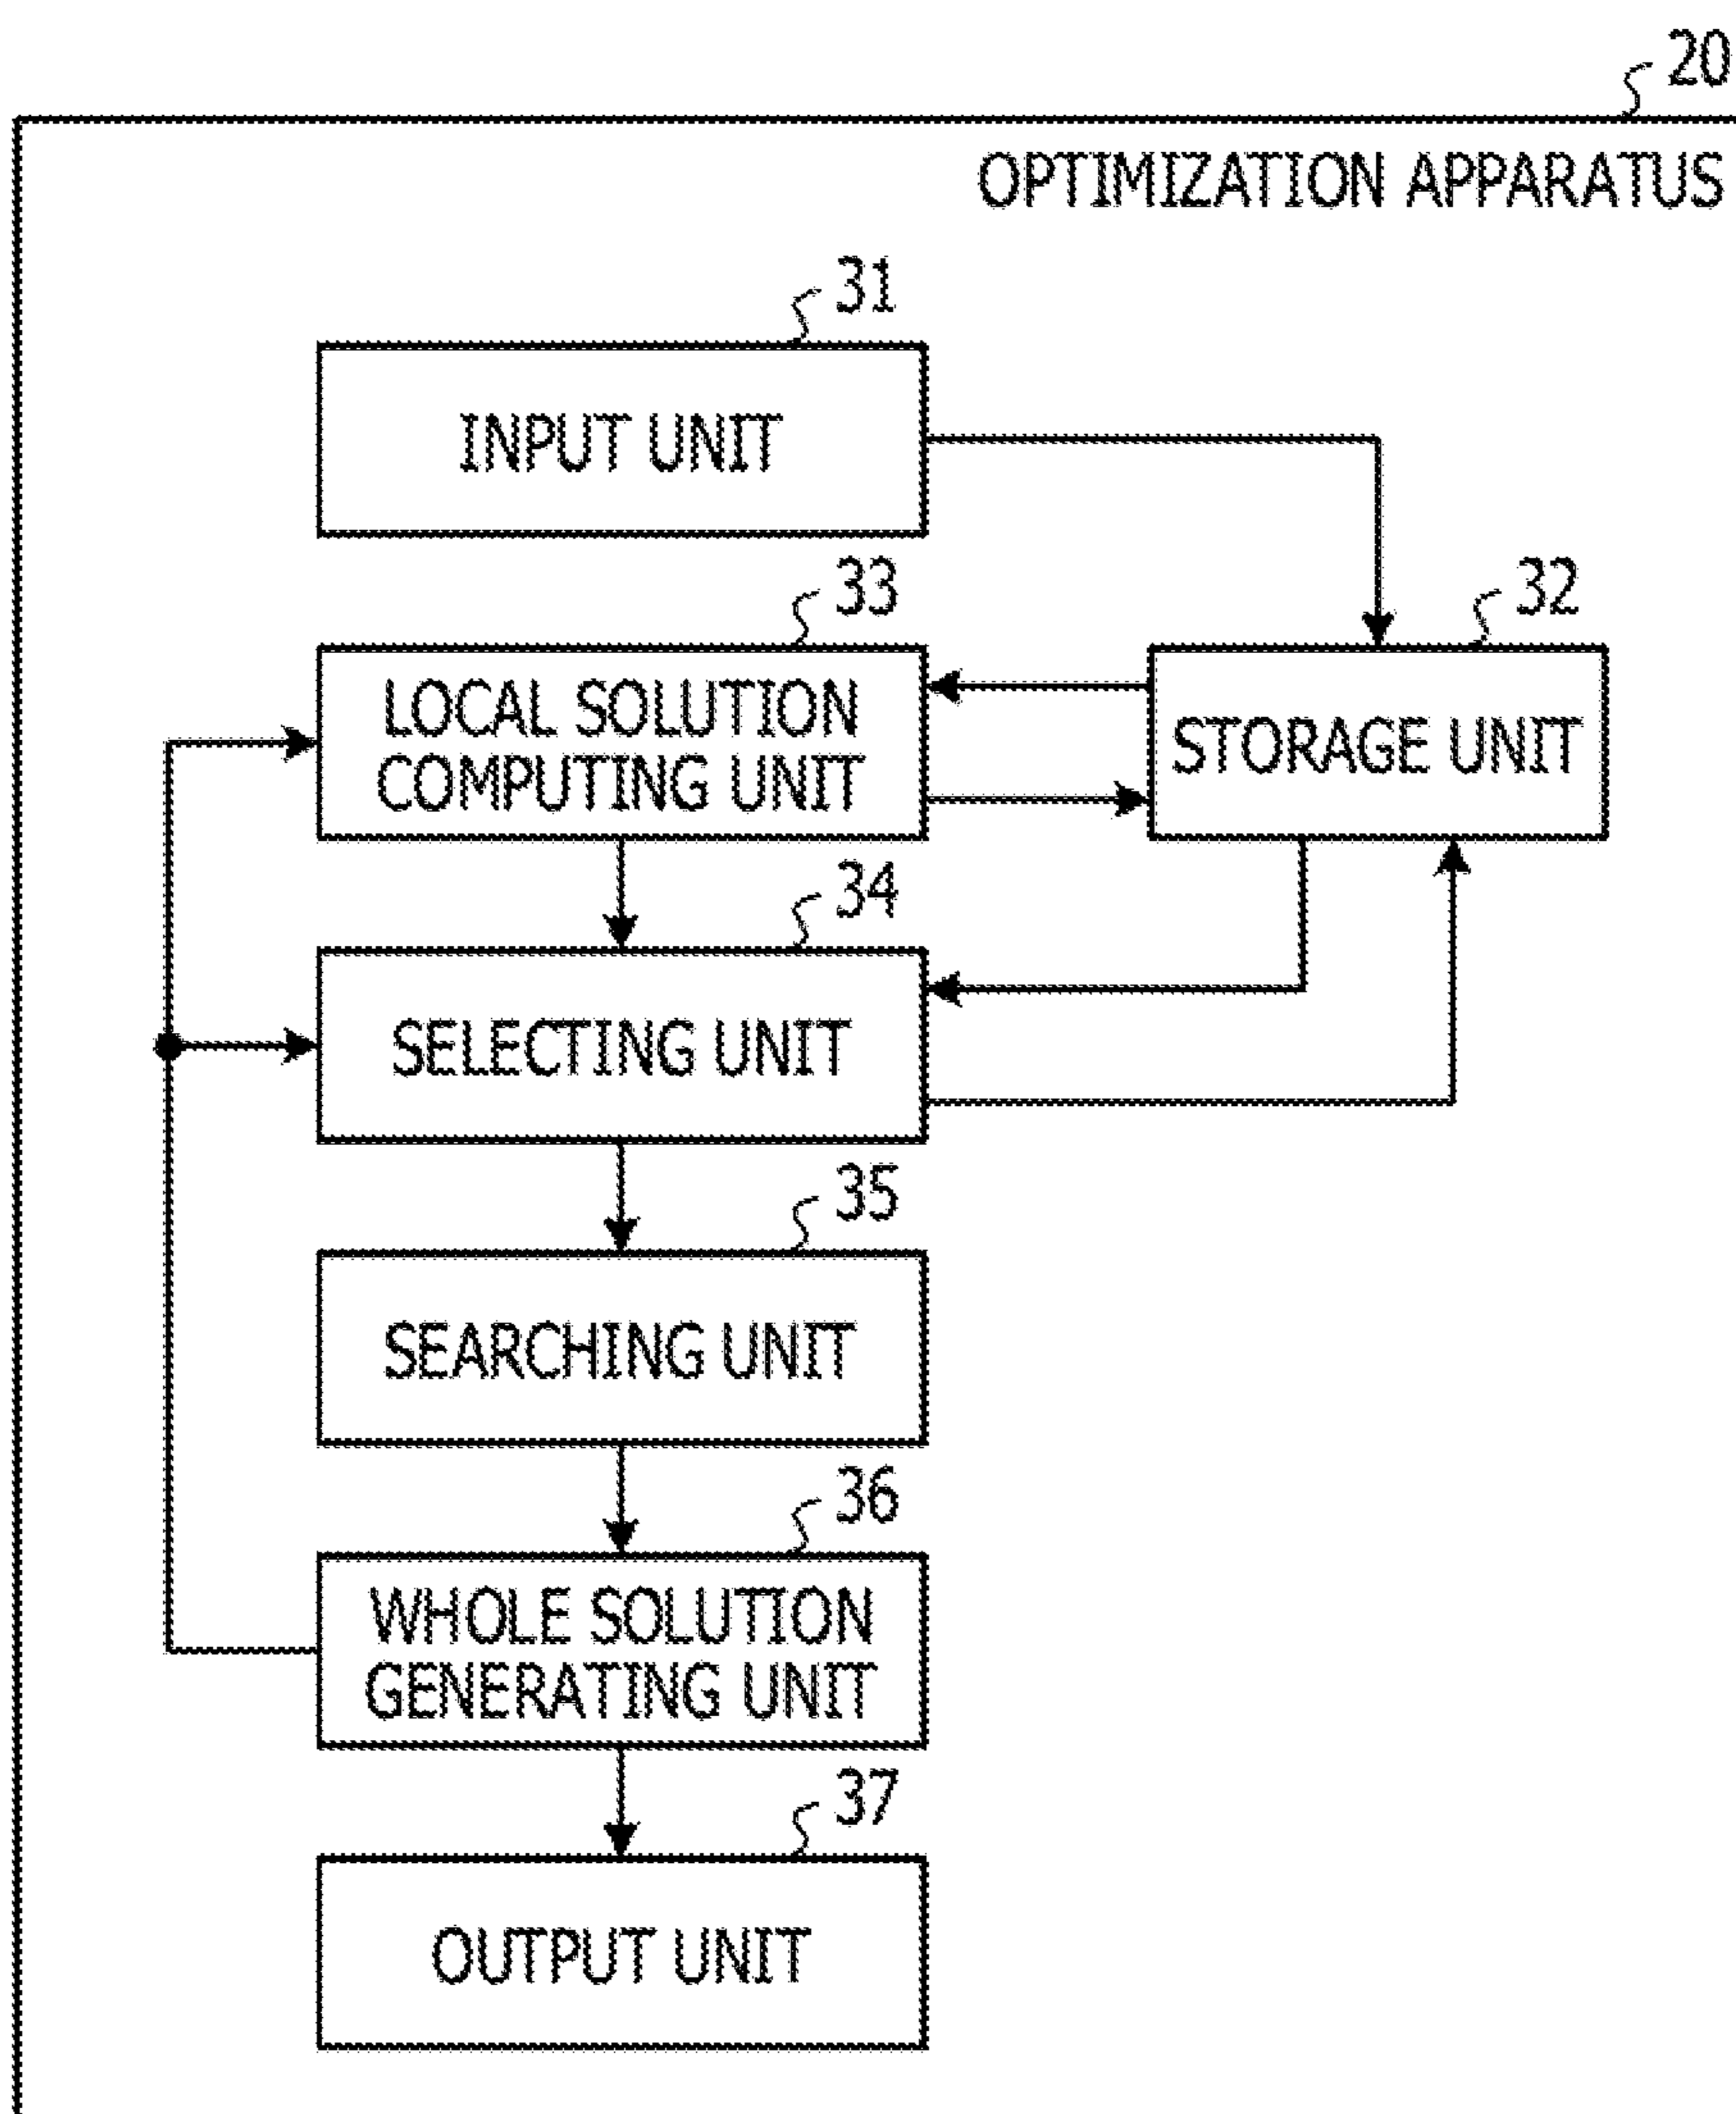 20
OPTIMIZATION APPARATUS
31
INPUT UNIT
33
32
LOCAL SOLUTION
COMPUTING UNIT
STORAGE UNIT
34
SELECTING UNIT
35
SEARCHING UNIT
36
WHOLE SOLUTION
GENERATING UNIT
37
OUTPUT UNIT